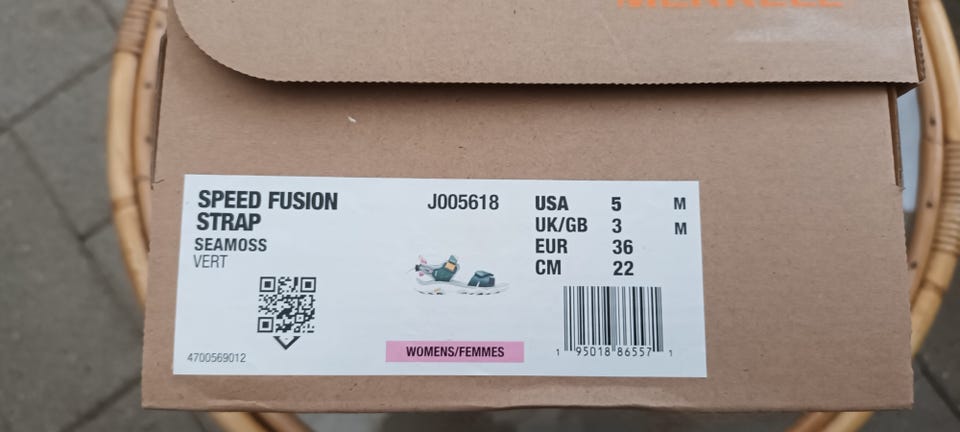 MERRELL
SPEED FUSION
STRAP
SEAMOSS
VERT
4700569012
J005618
WOMENS/FEMMES
USA 5 M
UK/GB 3 M
EUR 36
CM 22
1 95018 86557 1